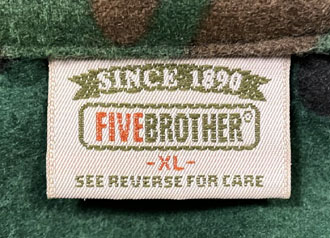 SINCE 1890
FIVEBROTHER®
-XL-
SEE REVERSE FOR CARE